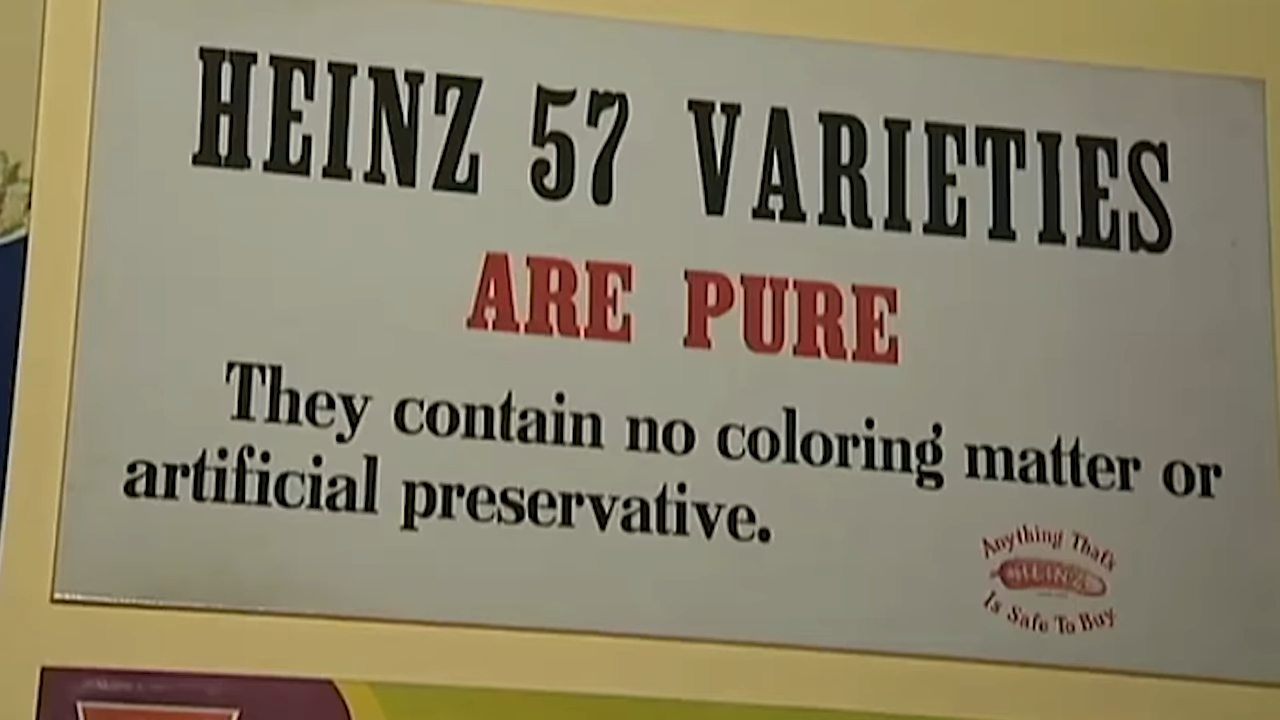 HEINZ 57 VARIETIES
ARE PURE
They contain no coloring matter or
artificial preservative.
Anything That's
HEINZ
Is Safe To Buy